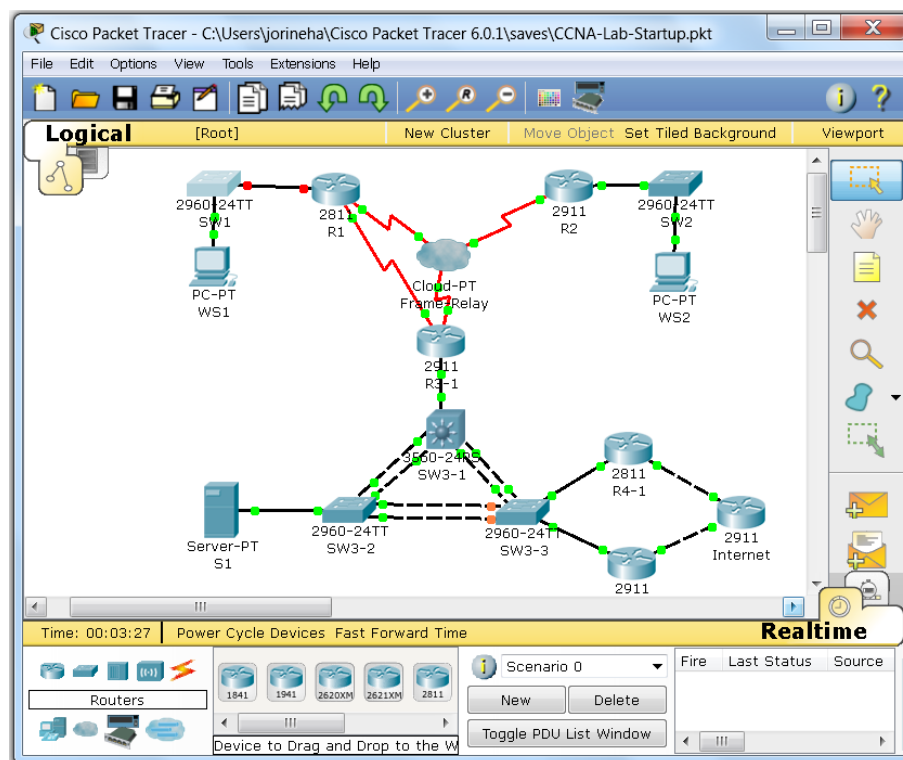 Cisco Packet Tracer - C:\Users\jorineha\Cisco Packet Tracer 6.0.1\saves\CCNA-Lab-Startup.pkt
File Edit Options View Tools Extensions Help
Logical [Root] New Cluster Move Object Set Tiled Background Viewport
2960-24TT
SW1
2811
R1
2911
R2
2960-24TT
SW2
PC-PT
WS1
Cloud-PT
Frame-Relay
PC-PT
WS2
2911
R3-1
3560-24PS
SW3-1
2811
R4-1
Server-PT
S1
2960-24TT
SW3-2
2960-24TT
SW3-3
2911
Internet
2911
Time: 00:03:27 Power Cycle Devices Fast Forward Time Realtime
Routers
1841 1941 2620XM 2621XM 2811
Device to Drag and Drop to the W
Scenario 0
New Delete
Toggle PDU List Window
Fire Last Status Source